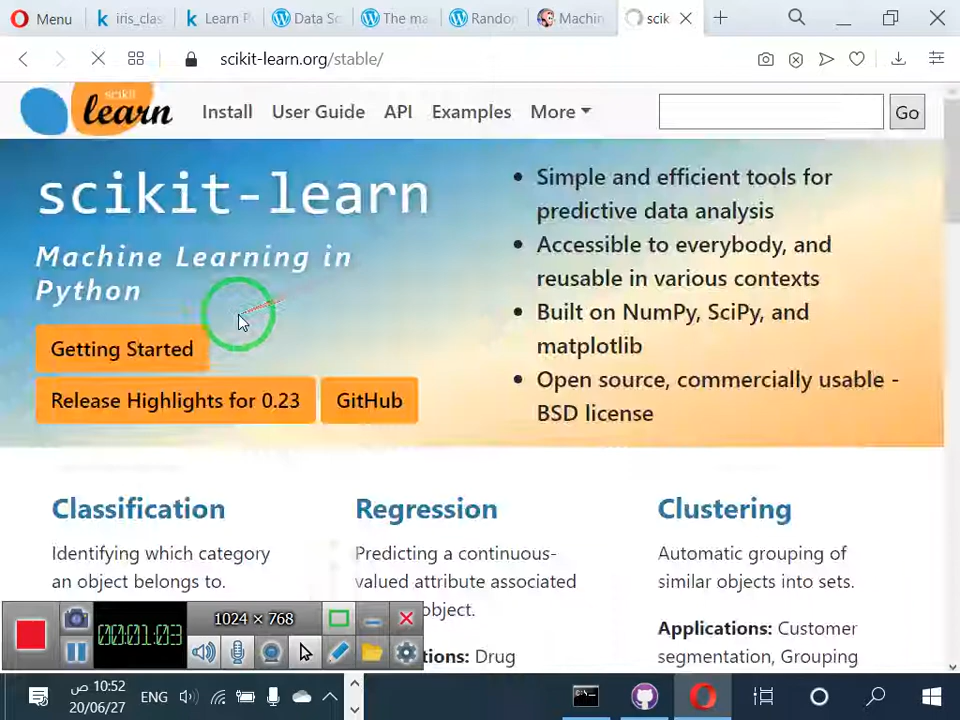 Menu
iris_clas
Learn P
Data Sc
The ma
Randor
Machin
scik
scikit-learn.org/stable/
scikit
learn
Install
User Guide
API
Examples
More
Go
scikit-learn
Machine Learning in
Python
Getting Started
Release Highlights for 0.23
GitHub
Simple and efficient tools for
predictive data analysis
Accessible to everybody, and
reusable in various contexts
Built on NumPy, SciPy, and
matplotlib
Open source, commercially usable -
BSD license
Classification
Identifying which category
an object belongs to.
Regression
Predicting a continuous-
valued attribute associated
object.
tions: Drug
Clustering
Automatic grouping of
similar objects into sets.
Applications: Customer
segmentation, Grouping
1024 × 768
00:01:03
10:52 ص
20/06/27
ENG